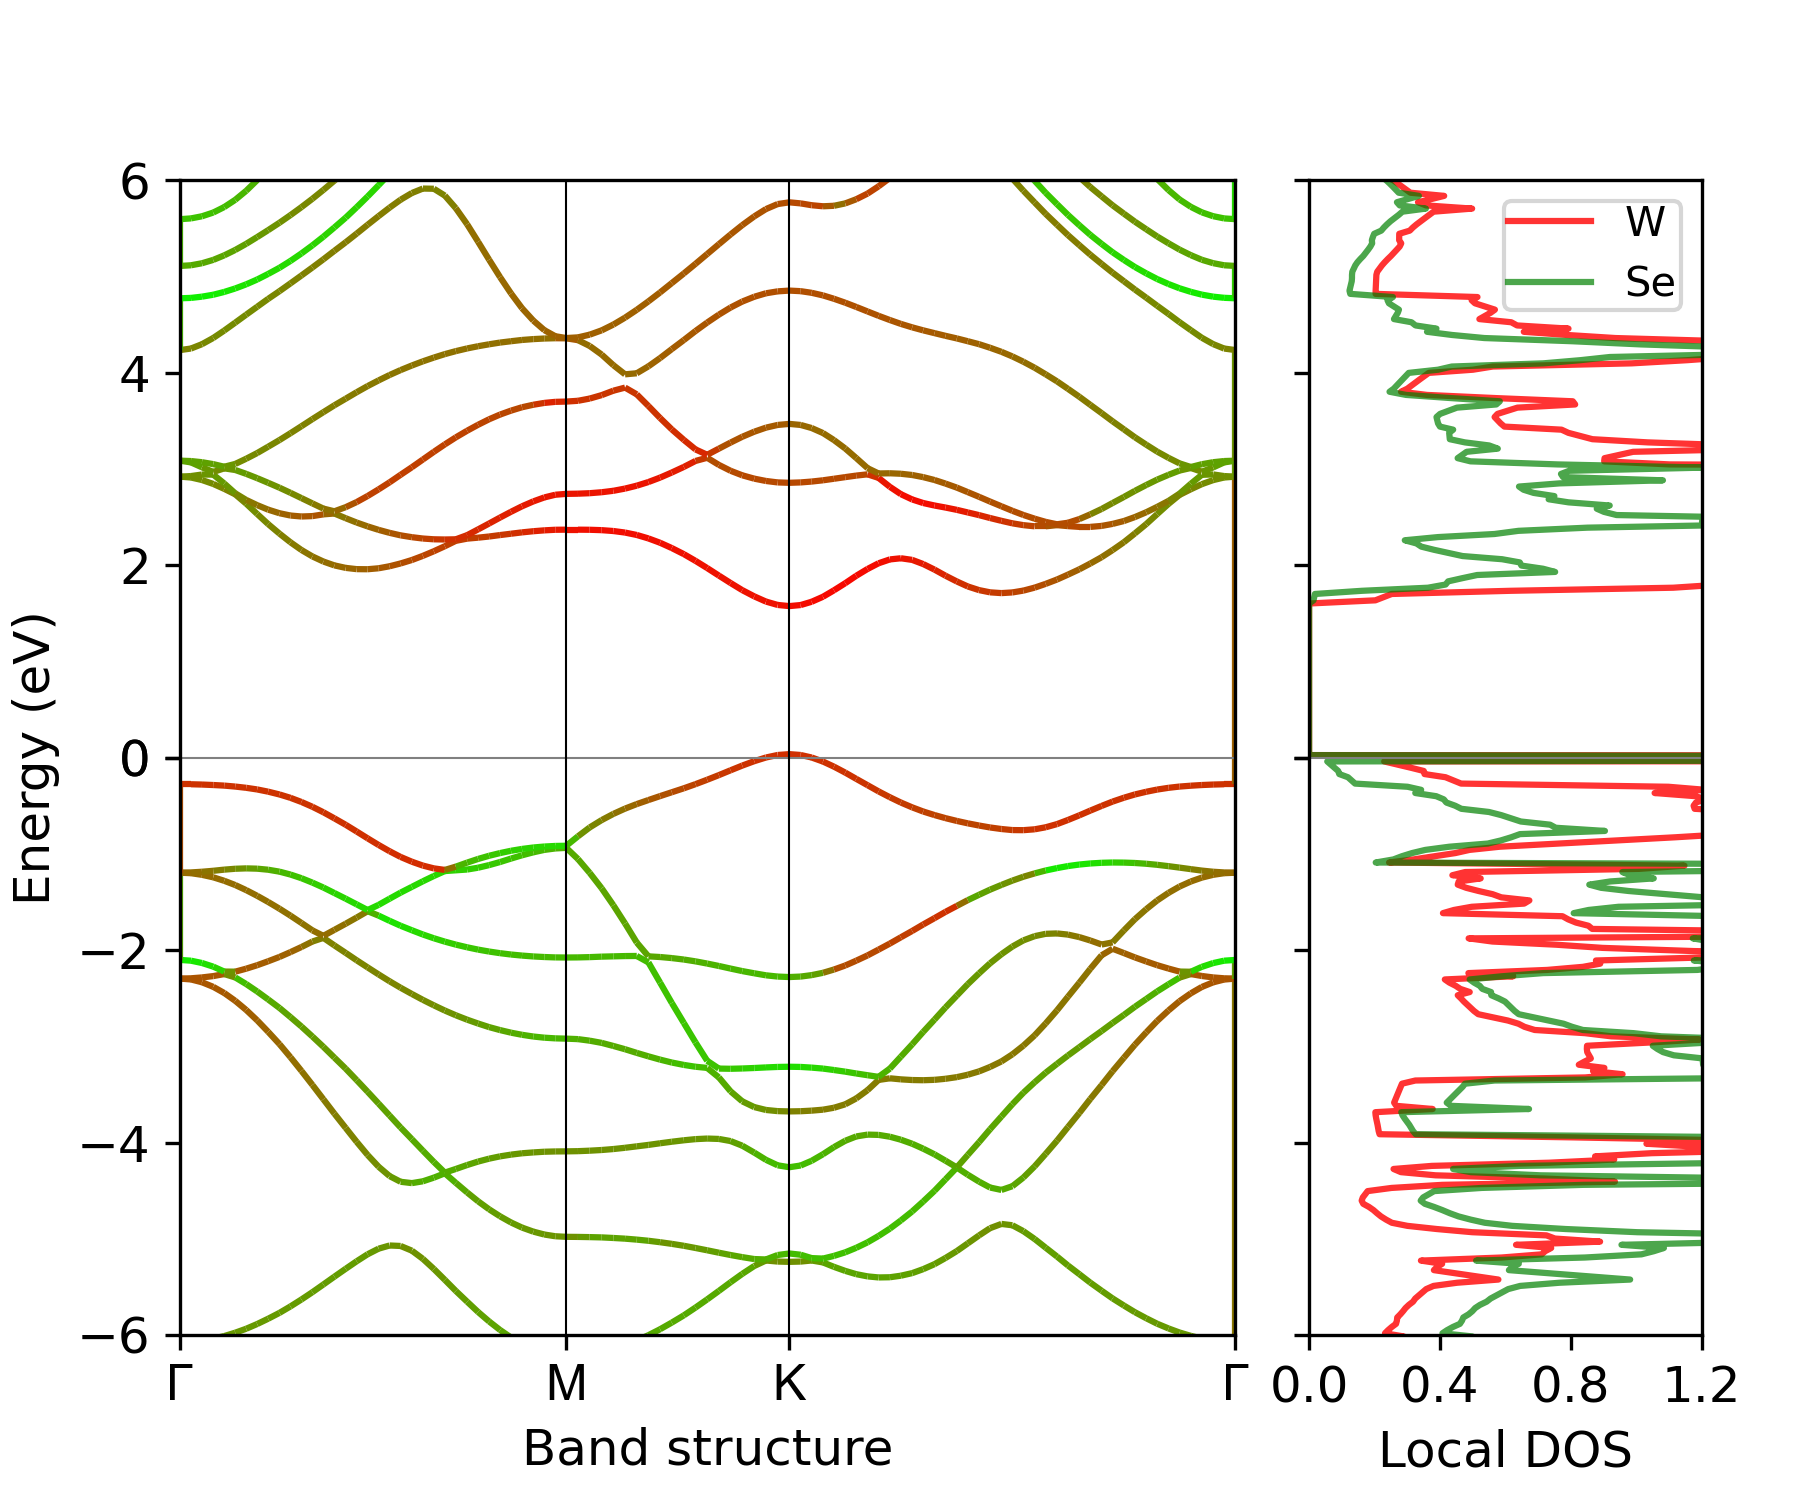 6
4
2
0
−2
−4
−6
Energy (eV)
Γ M K Γ
Band structure
W
Se
0.0 0.4 0.8 1.2
Local DOS